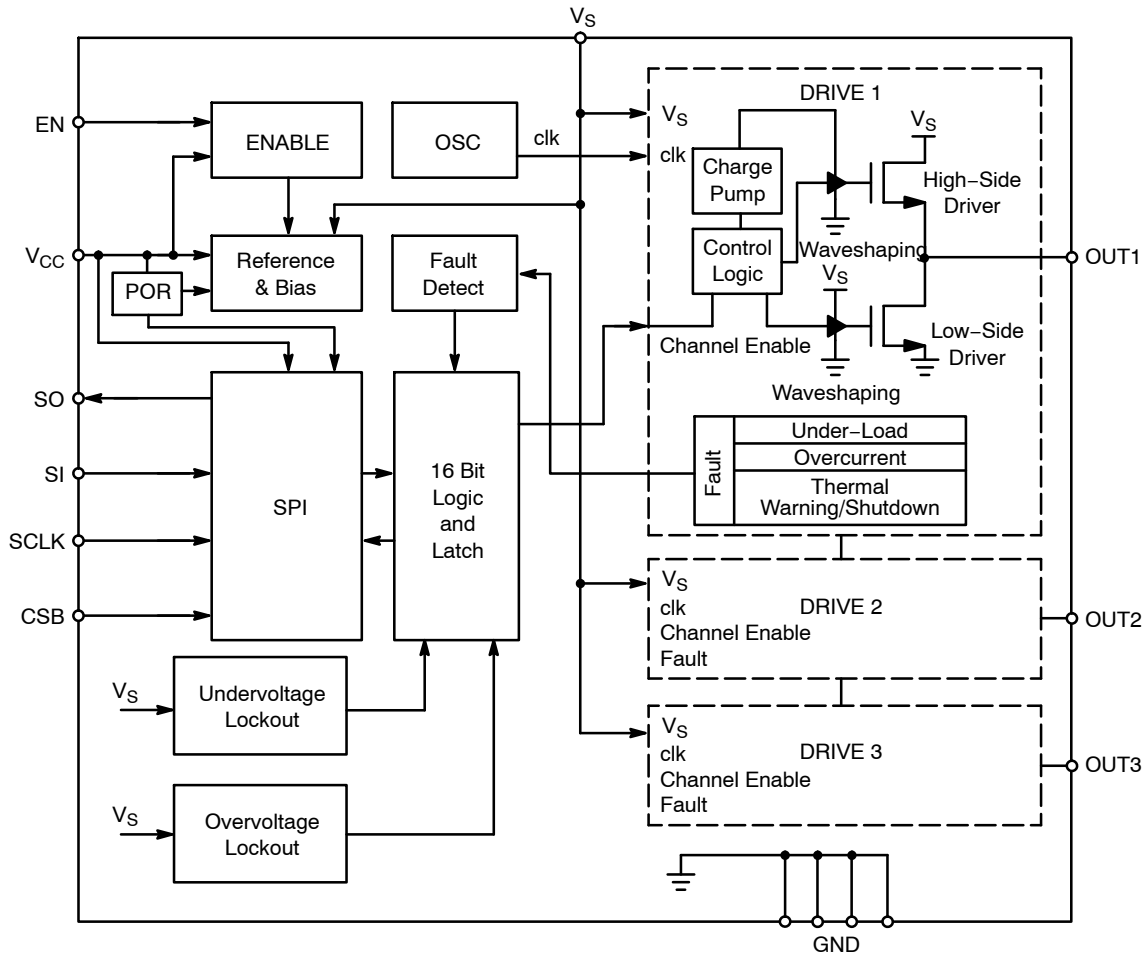 VS
EN
ENABLE
OSC
clk
VCC
POR
Reference
& Bias
Fault
Detect
SO
SI
SCLK
CSB
SPI
16 Bit
Logic
and
Latch
VS
Undervoltage
Lockout
VS
Overvoltage
Lockout
DRIVE 1
VS
clk
Charge
Pump
Control
Logic
VS
High−Side
Driver
Waveshaping
VS
Channel Enable
Low−Side
Driver
Waveshaping
Fault
Under−Load
Overcurrent
Thermal
Warning/Shutdown
OUT1
VS
clk
DRIVE 2
Channel Enable
Fault
OUT2
VS
clk
DRIVE 3
Channel Enable
Fault
OUT3
GND